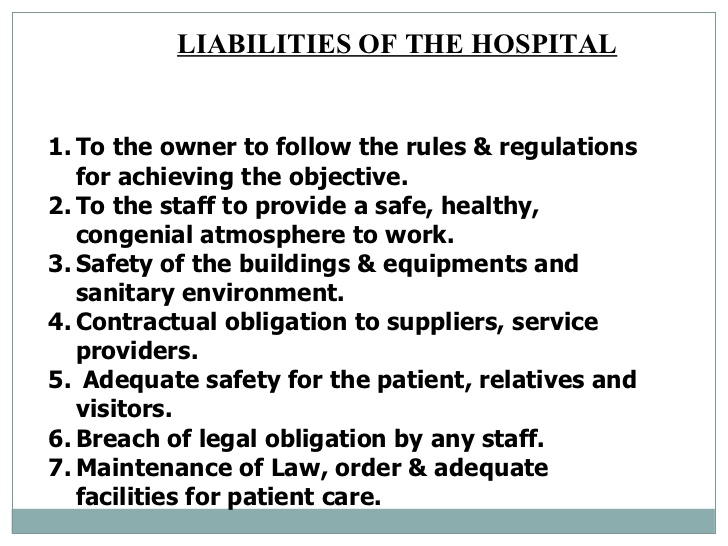 LIABILITIES OF THE HOSPITAL
1. To the owner to follow the rules & regulations
for achieving the objective.
2. To the staff to provide a safe, healthy,
congenial atmosphere to work.
3. Safety of the buildings & equipments and
sanitary environment.
4. Contractual obligation to suppliers, service
providers.
5. Adequate safety for the patient, relatives and
visitors.
6. Breach of legal obligation by any staff.
7. Maintenance of Law, order & adequate
facilities for patient care.